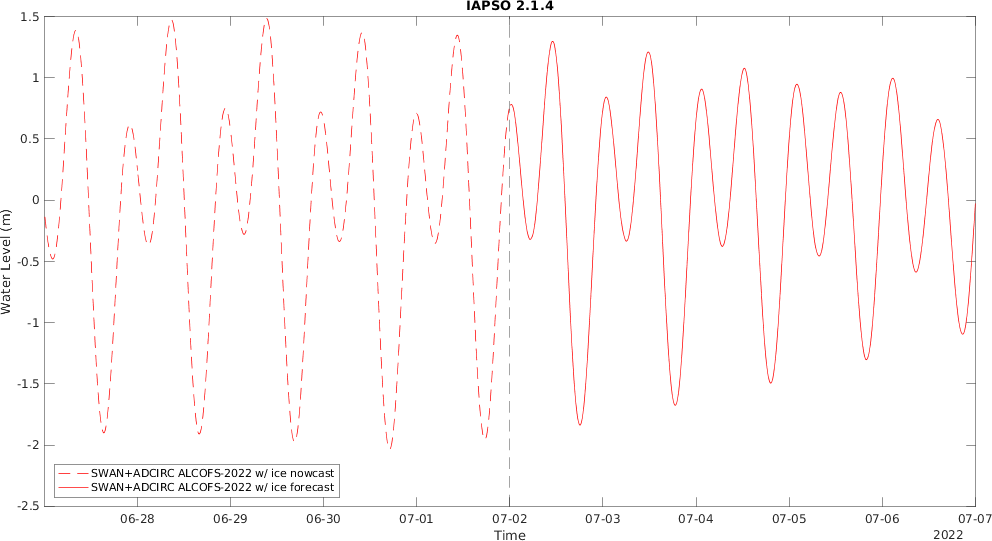 IAPSO 2.1.4
1.5
1
0.5
0
-0.5
-1
-1.5
-2
-2.5
Water Level (m)
SWAN+ADCIRC ALCOFS-2022 w/ ice nowcast
SWAN+ADCIRC ALCOFS-2022 w/ ice forecast
06-28 06-29 06-30 07-01 07-02 07-03 07-04 07-05 07-06 07-07
Time
2022